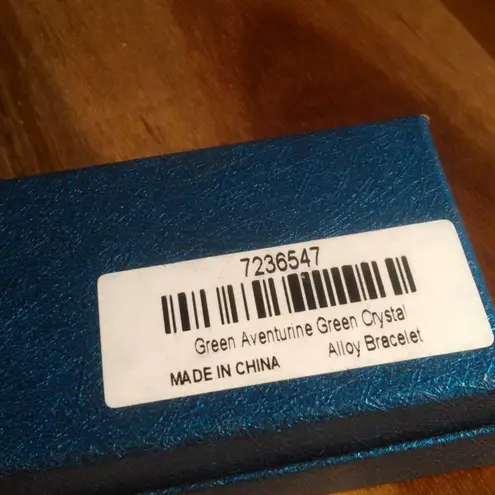 7236547
Green Aventurine Green Crystal
Alloy Bracelet
MADE IN CHINA